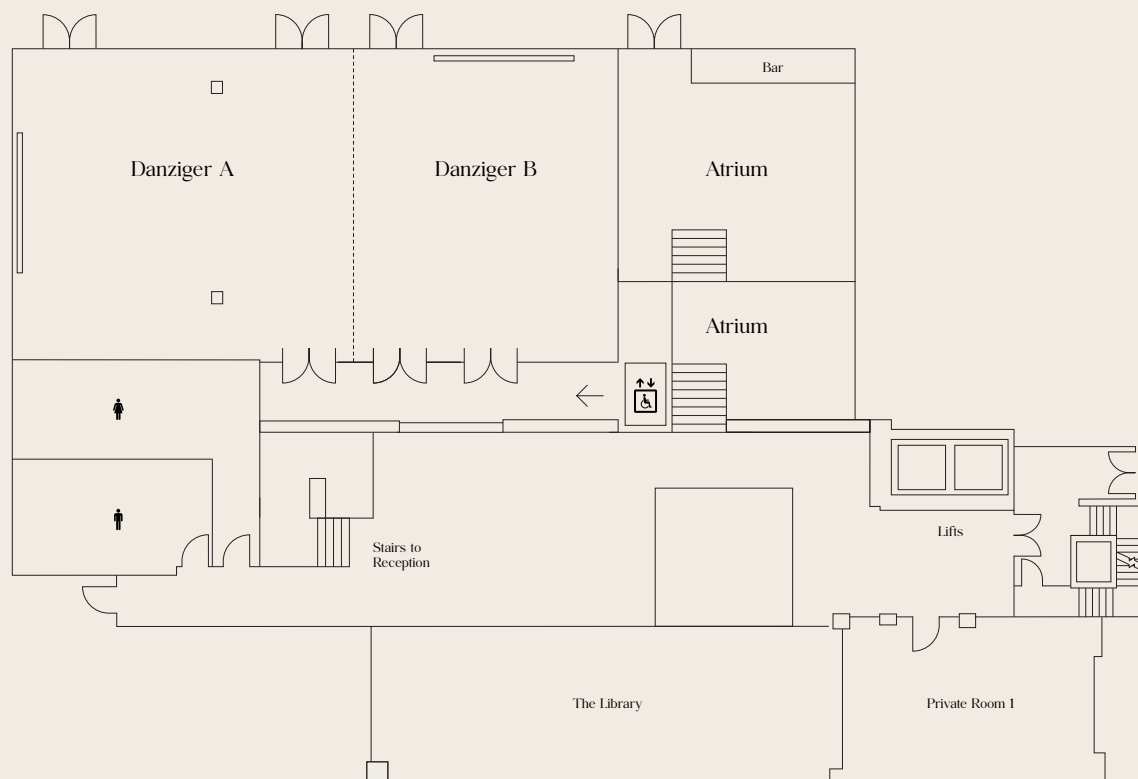 Bar
Danziger A
Danziger B
Atrium
Atrium
Lifts
Stairs to
Reception
The Library
Private Room 1